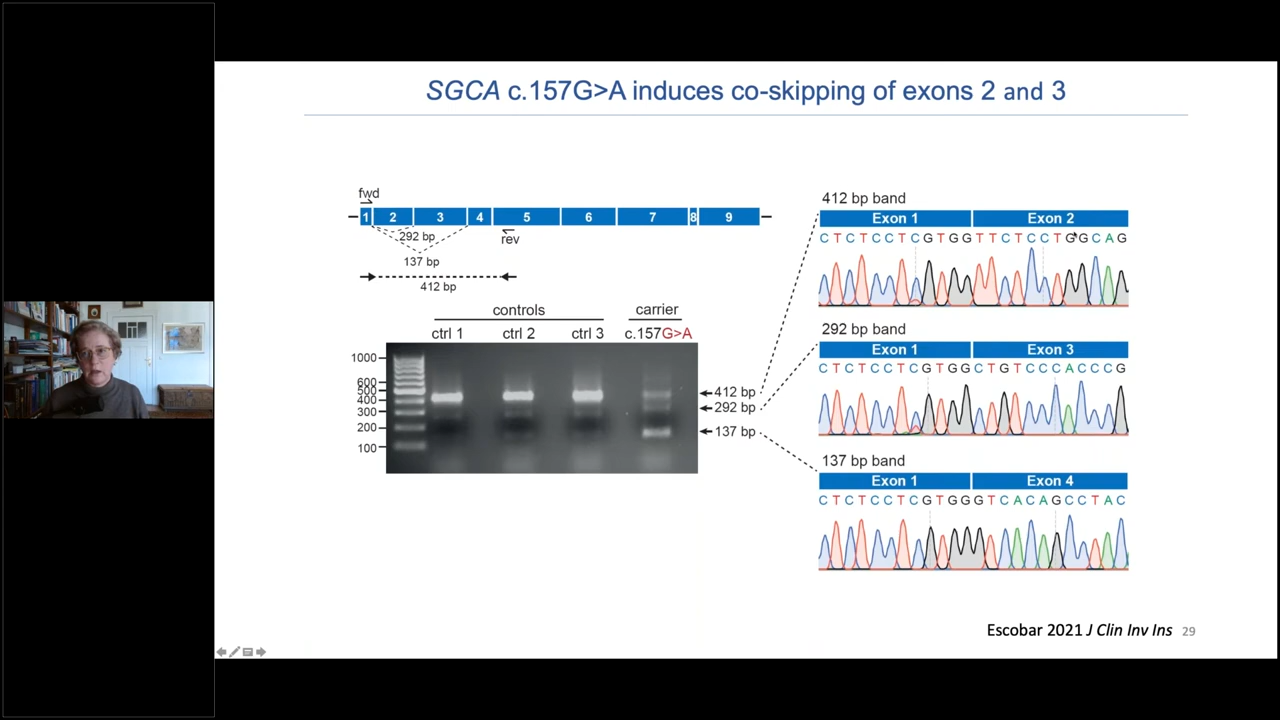 SGCA c.157G>A induces co-skipping of exons 2 and 3
fwd
1 2 3 4 5 6 7 8 9
292 bp
rev
137 bp
412 bp
controls carrier
ctrl 1 ctrl 2 ctrl 3 c.157G>A
1000
600
500
400
300
200
100
412 bp
292 bp
137 bp
412 bp band
Exon 1 Exon 2
CTCTCCTCGTGGTTCTCCTGGCAG
292 bp band
Exon 1 Exon 3
CTCTCCTCGTGGCTGTCCCACCCG
137 bp band
Exon 1 Exon 4
CTCTCCTCGTGGGTCACAGCCTAC
Escobar 2021 J Clin Inv Ins 29